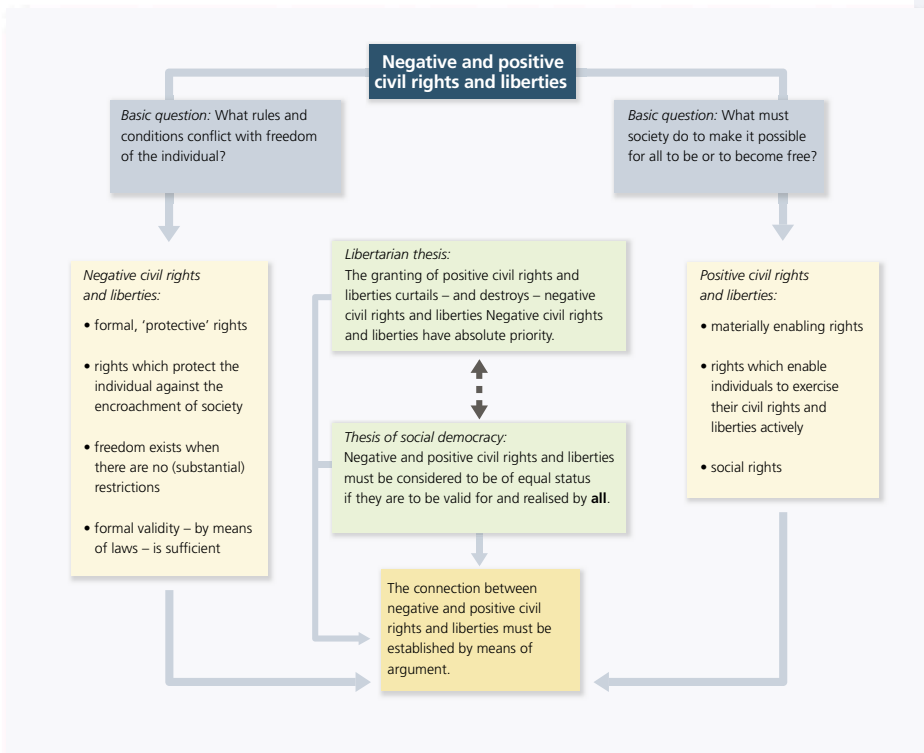 Negative and positive
civil rights and liberties
Basic question: What rules and
conditions conflict with freedom
of the individual?
Basic question: What must
society do to make it possible
for all to be or to become free?
Negative civil rights
and liberties:
• formal, ‘protective’ rights
• rights which protect the
individual against the
encroachment of society
• freedom exists when
there are no (substantial)
restrictions
• formal validity – by means
of laws – is sufficient
Libertarian thesis:
The granting of positive civil rights and
liberties curtails – and destroys – negative
civil rights and liberties Negative civil rights
and liberties have absolute priority.
Thesis of social democracy:
Negative and positive civil rights and liberties
must be considered to be of equal status
if they are to be valid for and realised by all.
The connection between
negative and positive civil
rights and liberties must be
established by means of
argument.
Positive civil rights
and liberties:
• materially enabling rights
• rights which enable
individuals to exercise
their civil rights and
liberties actively
• social rights